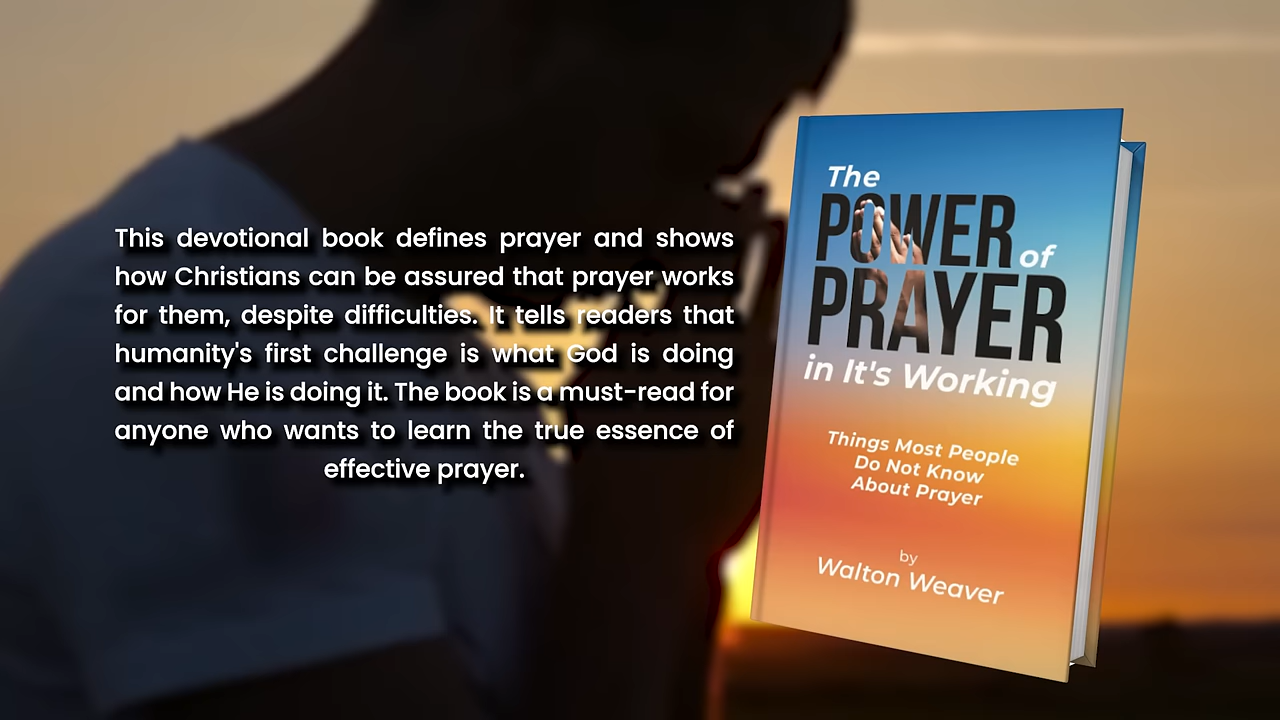 This devotional book defines prayer and shows
how Christians can be assured that prayer works
for them, despite difficulties. It tells readers that
humanity's first challenge is what God is doing
and how He is doing it. The book is a must-read for
anyone who wants to learn the true essence of
effective prayer.
The
POWER of
PRAYER
in It's Working
Things Most People
Do Not Know
About Prayer
by
Walton Weaver